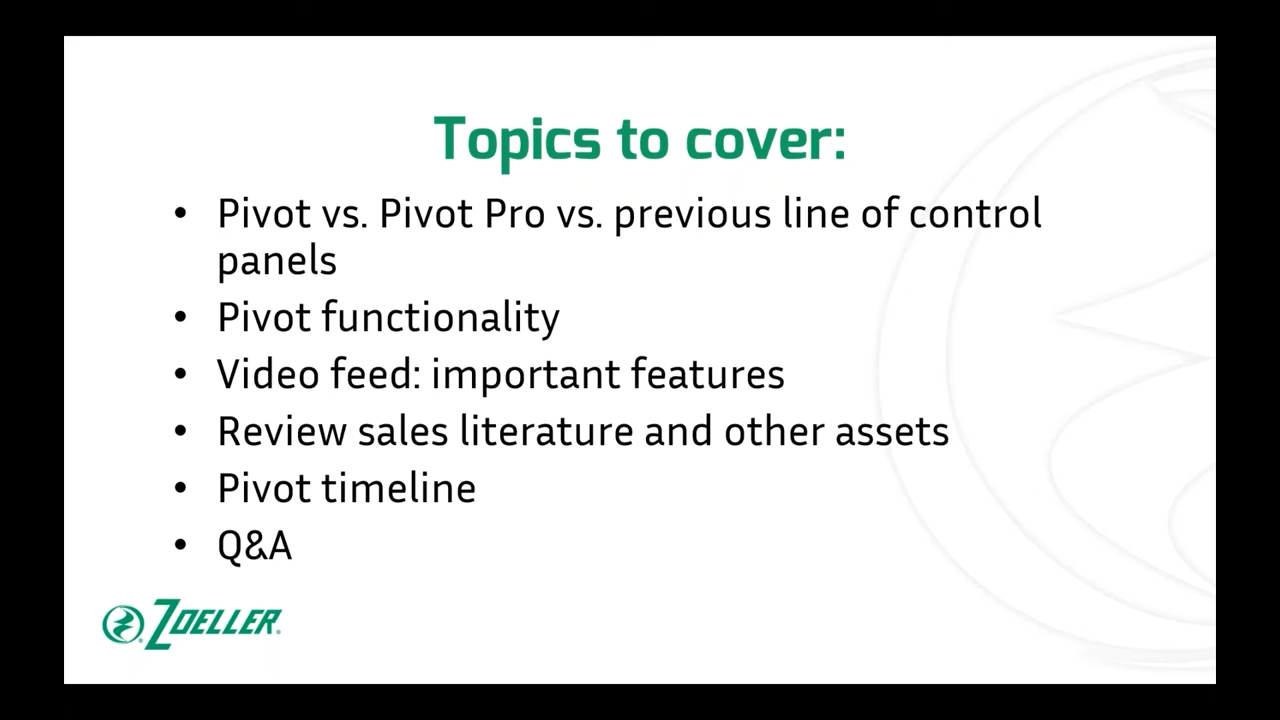 Topics to cover:
• Pivot vs. Pivot Pro vs. previous line of control
panels
• Pivot functionality
• Video feed: important features
• Review sales literature and other assets
• Pivot timeline
• Q&A
ZOELLER